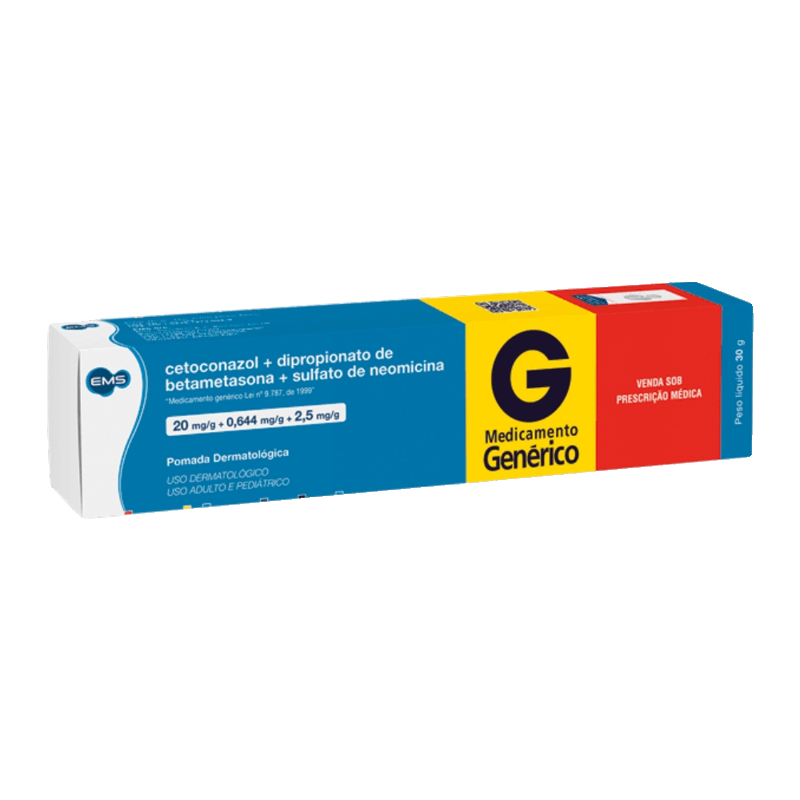 EMS
cetoconazol + dipropionato de
betametasona + sulfato de neomicina
"Medicamento genérico Lei nº 9.787, de 1999"
20 mg/g + 0,644 mg/g + 2,5 mg/g
Pomada Dermatológica
USO DERMATOLÓGICO
USO ADULTO E PEDIÁTRICO
G
Medicamento
Genérico
VENDA SOB
PRESCRIÇÃO MÉDICA
Peso líquido 30 g